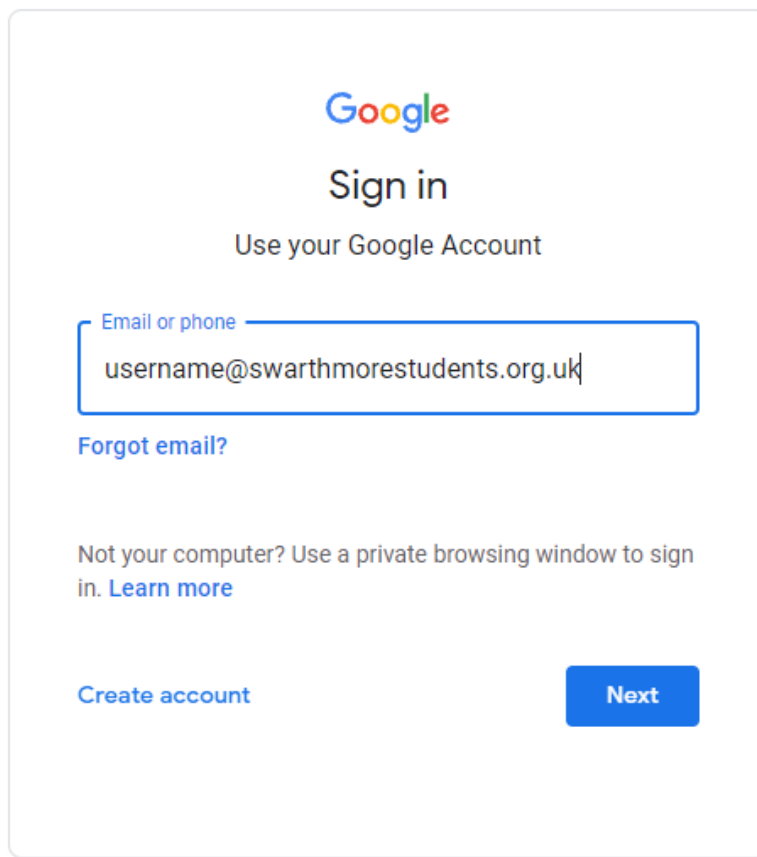 Google
Sign in
Use your Google Account
Email or phone
username@swarthmorestudents.org.uk
Forgot email?
Not your computer? Use a private browsing window to sign
in. Learn more
Create account
Next